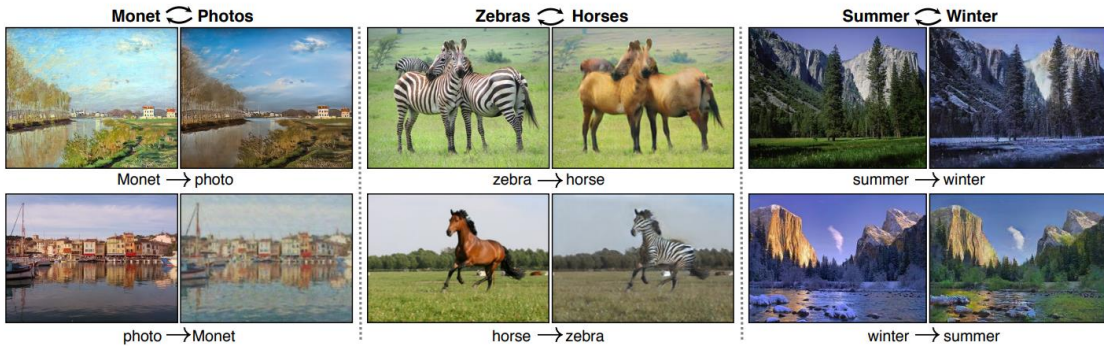 Monet ⇄ Photos
Zebras ⇄ Horses
Summer ⇄ Winter
Monet → photo
zebra → horse
summer → winter
photo → Monet
horse → zebra
winter → summer